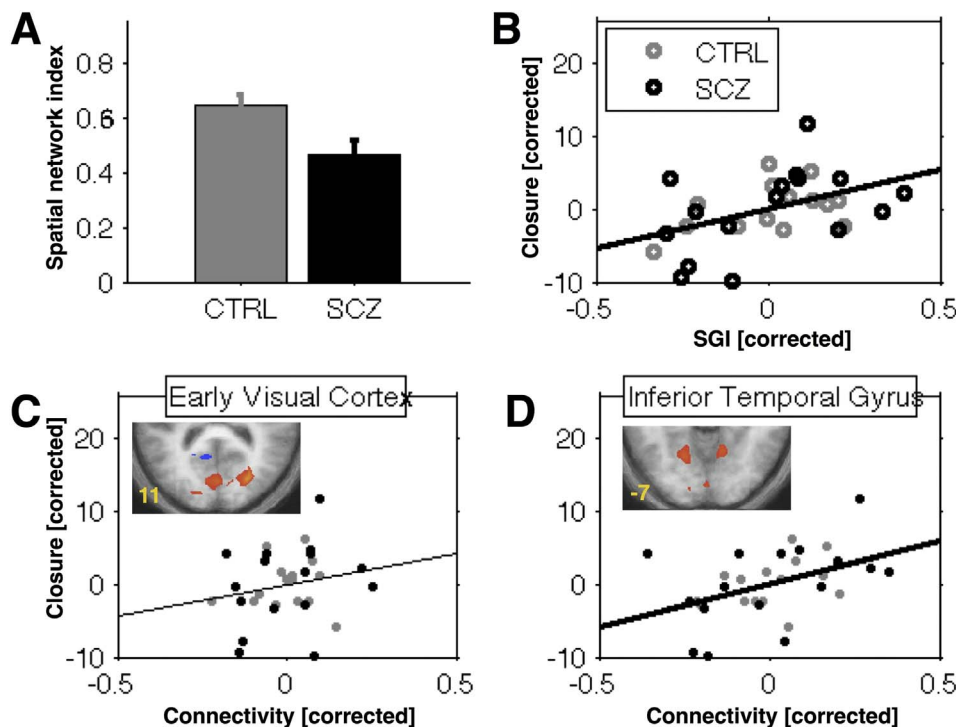 A
Spatial network index
0.8
0.6
0.4
0.2
0
CTRL
SCZ
B
Closure [corrected]
20
10
0
-10
CTRL
SCZ
-0.5
0
0.5
SGI [corrected]
C
Early Visual Cortex
Closure [corrected]
20
10
0
-10
11
-0.5
0
0.5
Connectivity [corrected]
D
Inferior Temporal Gyrus
20
10
0
-10
-7
-0.5
0
0.5
Connectivity [corrected]